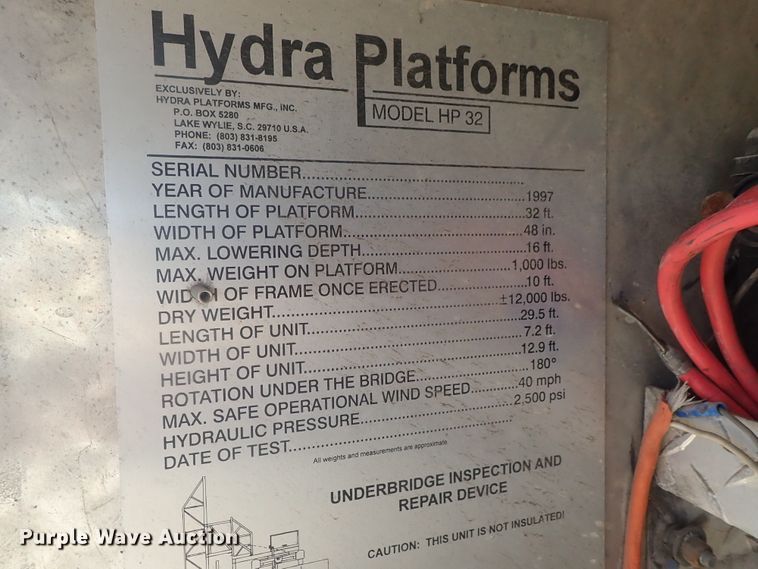 Hydra Platforms
MODEL HP 32
EXCLUSIVELY BY:
HYDRA PLATFORMS MFG., INC.
P.O. BOX 5280
LAKE WYLIE, S.C. 29710 U.S.A.
PHONE: (803) 831-8195
FAX: (803) 831-0606
SERIAL NUMBER
YEAR OF MANUFACTURE 1997
LENGTH OF PLATFORM 32 ft.
WIDTH OF PLATFORM 48 in.
MAX. LOWERING DEPTH 16 ft.
MAX. WEIGHT ON PLATFORM 1,000 lbs.
WIDTH OF FRAME ONCE ERECTED 10 ft.
DRY WEIGHT ±12,000 lbs.
LENGTH OF UNIT 29.5 ft.
WIDTH OF UNIT 7.2 ft.
HEIGHT OF UNIT 12.9 ft.
ROTATION UNDER THE BRIDGE 180°
MAX. SAFE OPERATIONAL WIND SPEED 40 mph
HYDRAULIC PRESSURE 2,500 psi
DATE OF TEST
All weights and measurements are approximate
UNDERBRIDGE INSPECTION AND
REPAIR DEVICE
CAUTION: THIS UNIT IS NOT INSULATED!
Purple Wave Auction